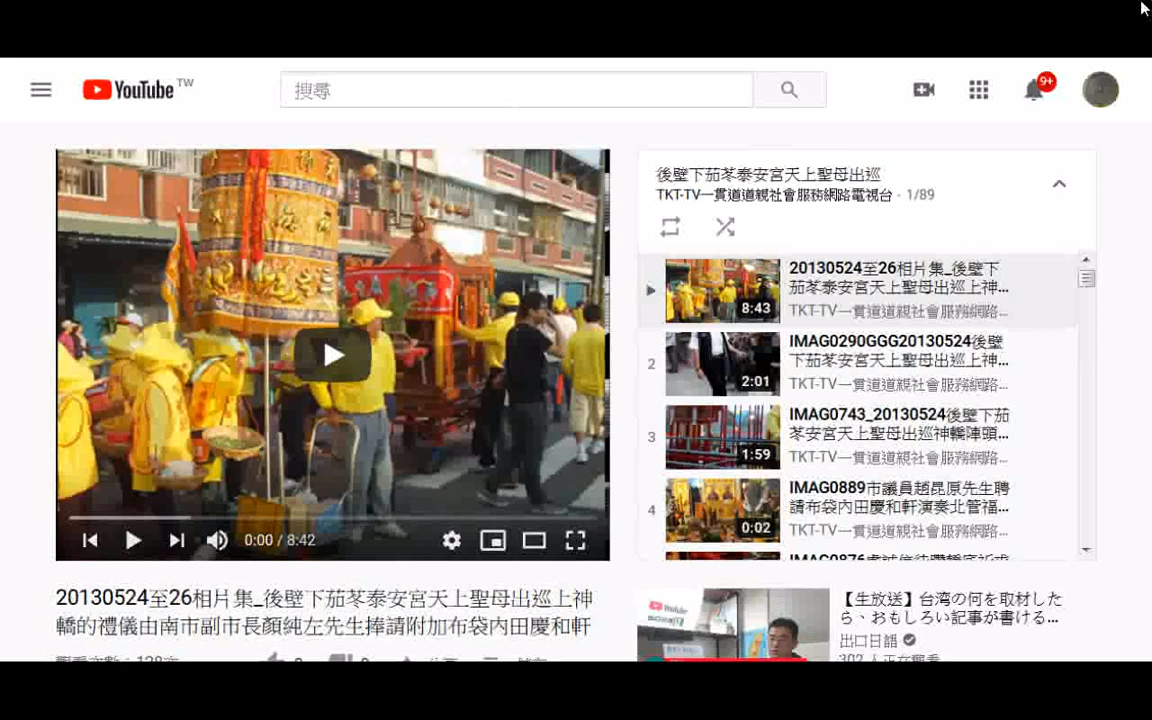 YouTube TW
搜尋
9+
後壁下茄苳泰安宮天上聖母出巡
TKT-TV一貫道道親社會服務網路電視台 - 1/89
20130524至26相片集_後壁下
茄苳泰安宮天上聖母出巡上神...
TKT-TV一貫道道親社會服務網路...
8:43
2
IMAG0290GGG20130524後壁
下茄苳安宮天上聖母出巡上神...
TKT-TV一貫道道親社會服務網路...
2:01
3
IMAG0743_20130524後壁下茄
苳安宮天上聖母出巡神轎陣頭...
TKT-TV一貫道道親社會服務網路...
1:59
4
IMAG0889市議員趙昆原先生聘
請布袋內田慶和軒演奏北管福...
TKT-TV一貫道道親社會服務網路...
0:02
0:00 / 8:42
20130524至26相片集_後壁下茄苳泰安宮天上聖母出巡上神
轎的禮儀由南市副市長顏純左先生捧請附加布袋內田慶和軒
【生放送】台湾の何を取材した
ら、おもしろい記事が書ける...
出口日語
YouTube